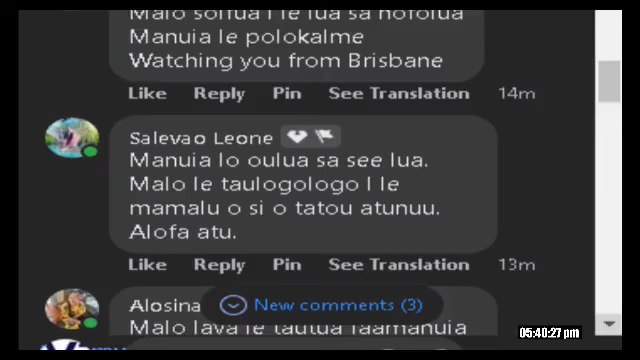 Malo soifua i le lua sa nofolua
Manuia le polokalme
Watching you from Brisbane
Like Reply Pin See Translation 14m
Salevao Leone
Manuia lo oulua sa see lua.
Malo le taulogologo I le
mamalu o si o tatou atunuu.
Alofa atu.
Like Reply Pin See Translation 13m
Alosina
New comments (3)
Malo lava le tautua faamanuia
05:40:27 pm